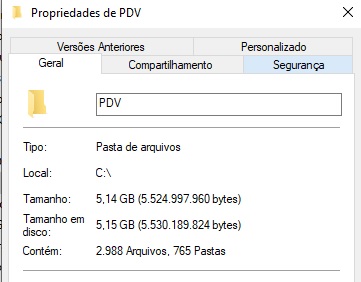 Propriedades de PDV
Versões Anteriores Personalizado
Geral Compartilhamento Segurança
PDV
Tipo: Pasta de arquivos
Local: C:\
Tamanho: 5,14 GB (5.524.997.960 bytes)
Tamanho em disco: 5,15 GB (5.530.189.824 bytes)
Contém: 2.988 Arquivos, 765 Pastas